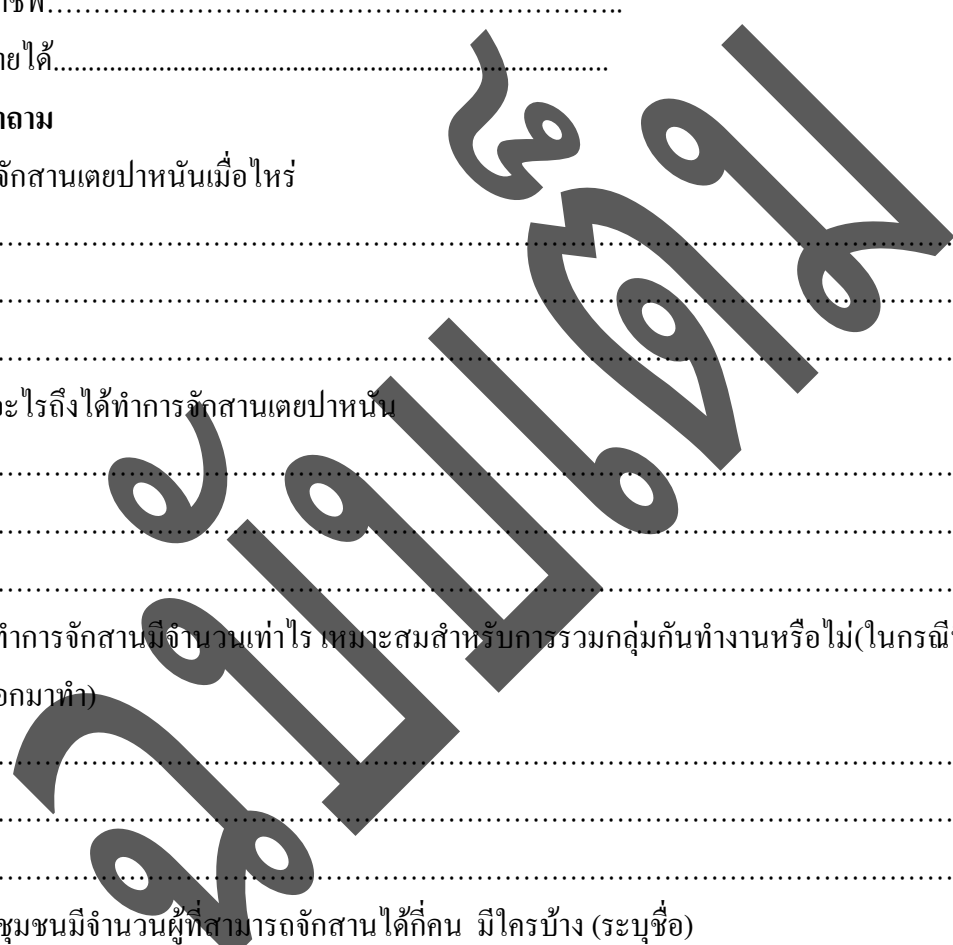 าชีพ……………………………………………………………..
ายได้..............................................................................
าถาม
จักสานเตยปาหนันเมื่อไหร่
………………………………………………………………………………………………
………………………………………………………………………………………………
………………………………………………………………………………………………
อะไรถึงได้ทำการจักสานเตยปาหนัน
………………………………………………………………………………………………
………………………………………………………………………………………………
………………………………………………………………………………………………
ทำการจักสานมีจำนวนเท่าไร เหมาะสมสำหรับการรวมกลุ่มกันทำงานหรือไม่(ในกรณี
อกมาทำ)
………………………………………………………………………………………………
………………………………………………………………………………………………
………………………………………………………………………………………………
ชุมชนมีจำนวนผู้ที่สามารถจักสานได้กี่คน มีใครบ้าง (ระบุชื่อ)